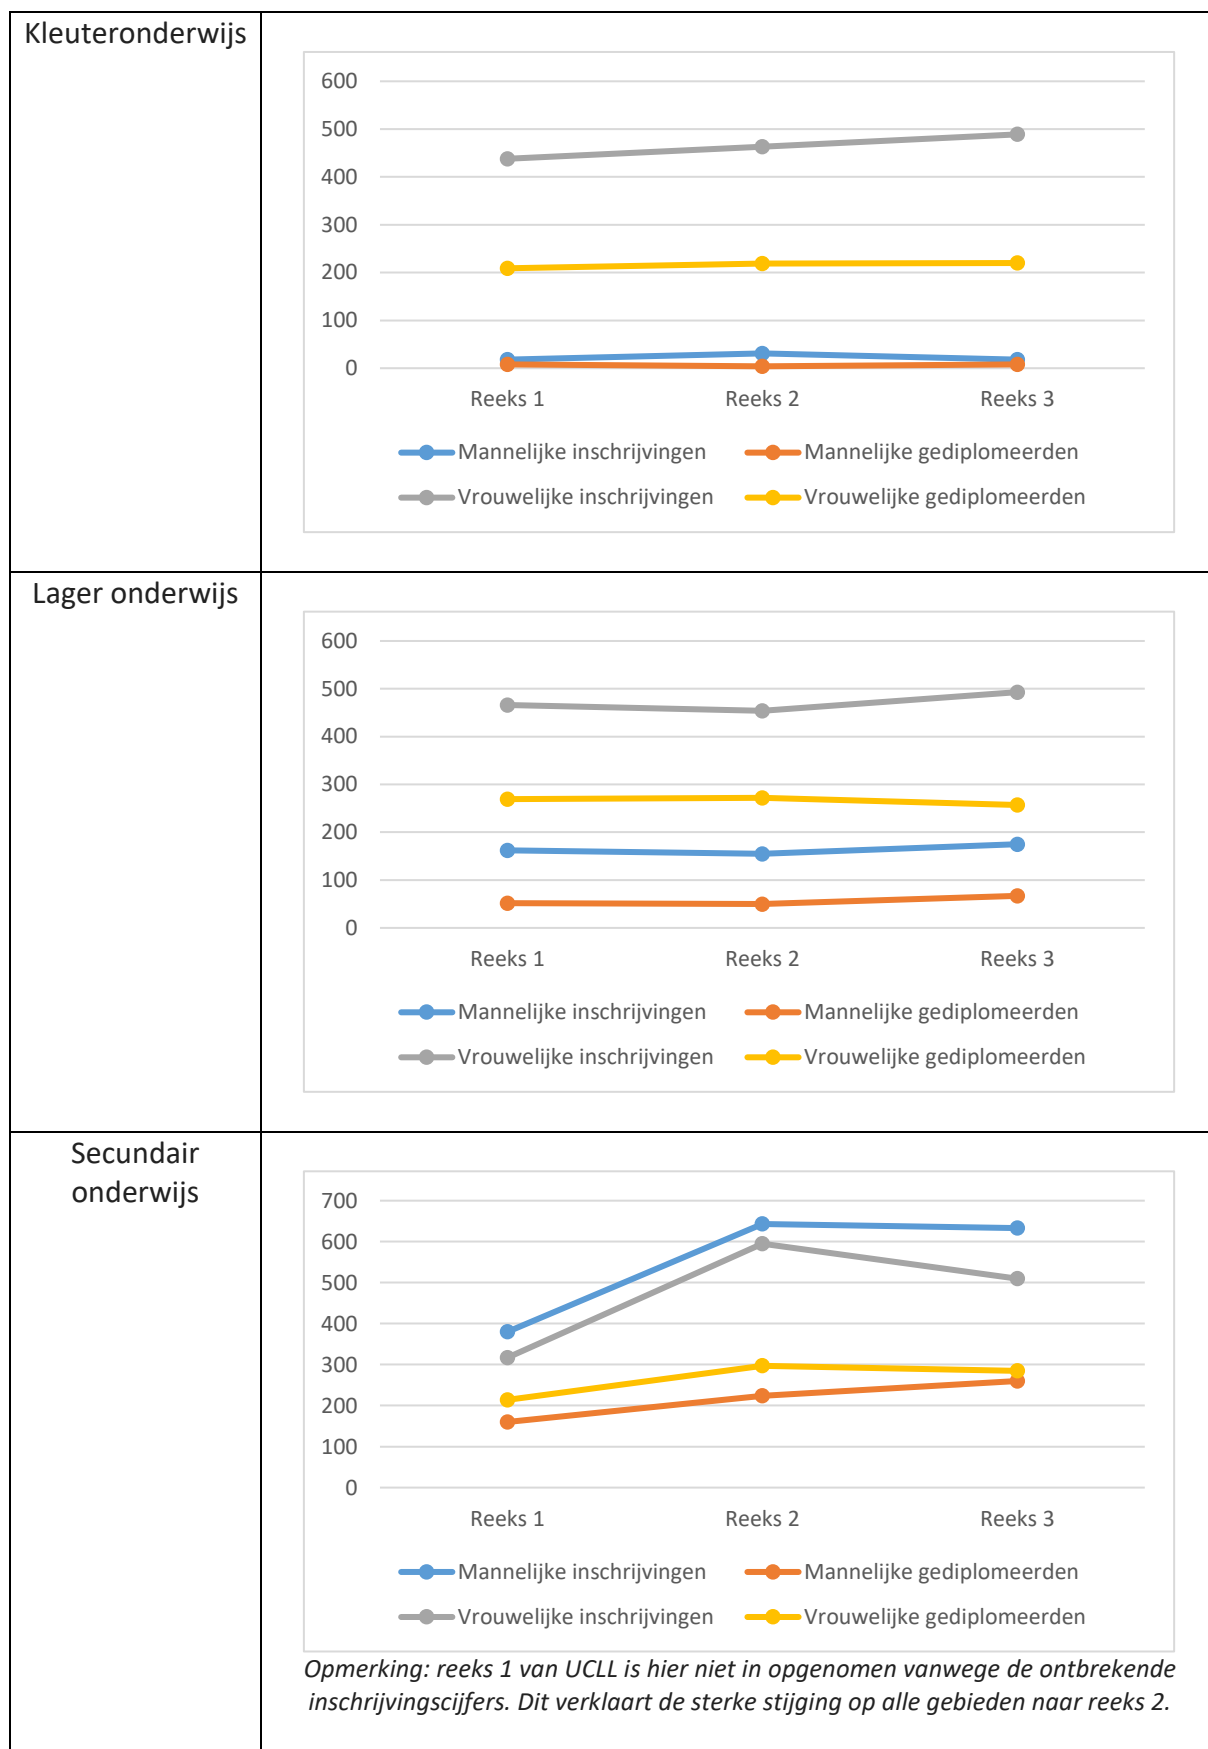 Kleuteronderwijs
600
500
400
300
200
100
0
Reeks 1 Reeks 2 Reeks 3
Mannelijke inschrijvingen Mannelijke gediplomeerden
Vrouwelijke inschrijvingen Vrouwelijke gediplomeerden
Lager onderwijs
600
500
400
300
200
100
0
Reeks 1 Reeks 2 Reeks 3
Mannelijke inschrijvingen Mannelijke gediplomeerden
Vrouwelijke inschrijvingen Vrouwelijke gediplomeerden
Secundair
onderwijs
700
600
500
400
300
200
100
0
Reeks 1 Reeks 2 Reeks 3
Mannelijke inschrijvingen Mannelijke gediplomeerden
Vrouwelijke inschrijvingen Vrouwelijke gediplomeerden
Opmerking: reeks 1 van UCLL is hier niet in opgenomen vanwege de ontbrekende
inschrijvingscijfers. Dit verklaart de sterke stijging op alle gebieden naar reeks 2.